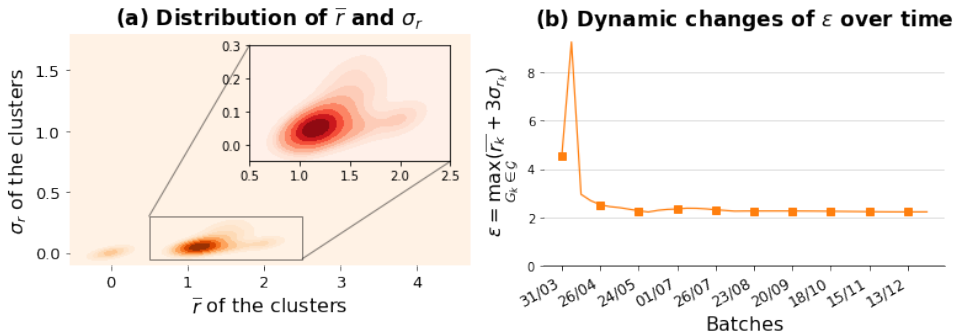 (a) Distribution of r̅ and σᵣ
σᵣ of the clusters
1.5
1.0
0.5
0.0
0.3
0.2
0.1
0.0
0.5 1.0 1.5 2.0 2.5
0 1 2 3 4
r̅ of the clusters
(b) Dynamic changes of ε over time
ε = max(r̅ₖ + 3σ_{rₖ})
Gₖ ∈ 𝒢
8
6
4
2
0
31/03 26/04 24/05 01/07 26/07 23/08 20/09 18/10 15/11 13/12
Batches